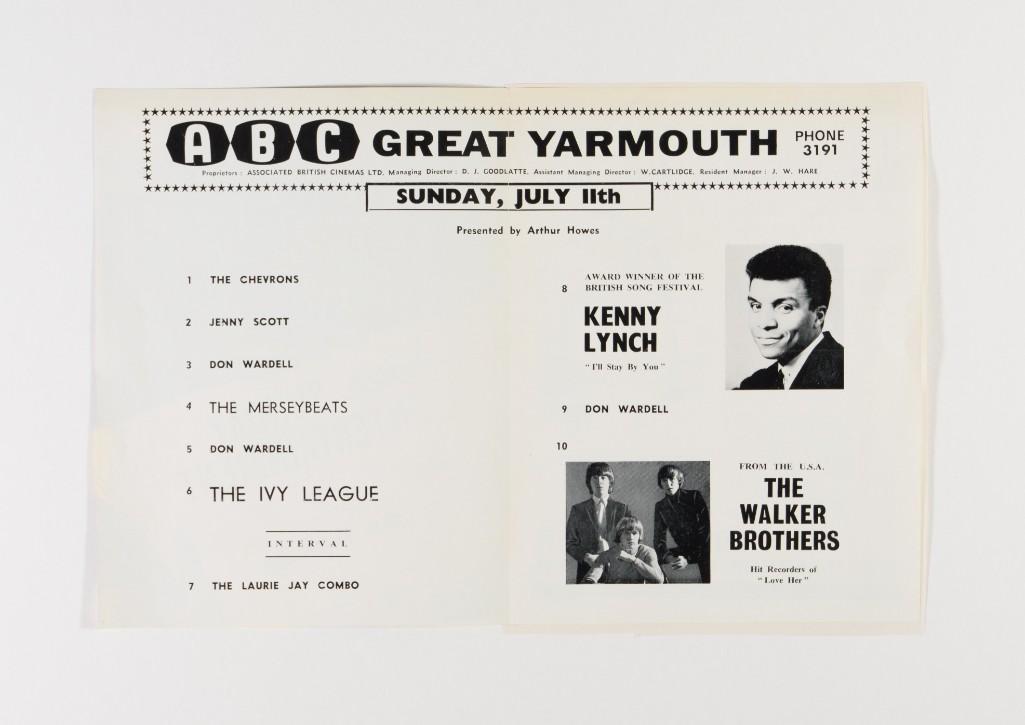 ABC GREAT YARMOUTH PHONE 3191
Proprietors: ASSOCIATED BRITISH CINEMAS LTD. Managing Director: D. J. GOODLATTE. Assistant Managing Director: W. CARTLIDGE. Resident Manager: J. W. HARE
SUNDAY, JULY 11th
Presented by Arthur Howes
1 THE CHEVRONS
2 JENNY SCOTT
3 DON WARDELL
4 THE MERSEYBEATS
5 DON WARDELL
6 THE IVY LEAGUE
INTERVAL
7 THE LAURIE JAY COMBO
8 AWARD WINNER OF THE
BRITISH SONG FESTIVAL
KENNY
LYNCH
"I'll Stay By You"
9 DON WARDELL
10
FROM THE U.S.A.
THE
WALKER
BROTHERS
Hit Recorders of
"Love Her"